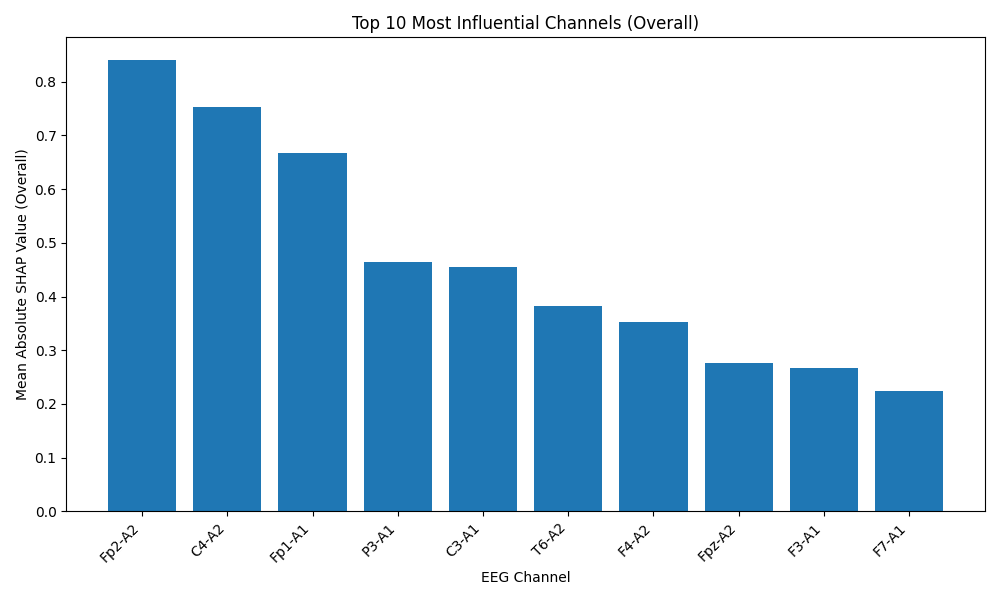 Top 10 Most Influential Channels (Overall)
Mean Absolute SHAP Value (Overall)
0.8
0.7
0.6
0.5
0.4
0.3
0.2
0.1
0.0
Fp2-A2
C4-A2
Fp1-A1
P3-A1
C3-A1
T6-A2
F4-A2
Fpz-A2
F3-A1
F7-A1
EEG Channel